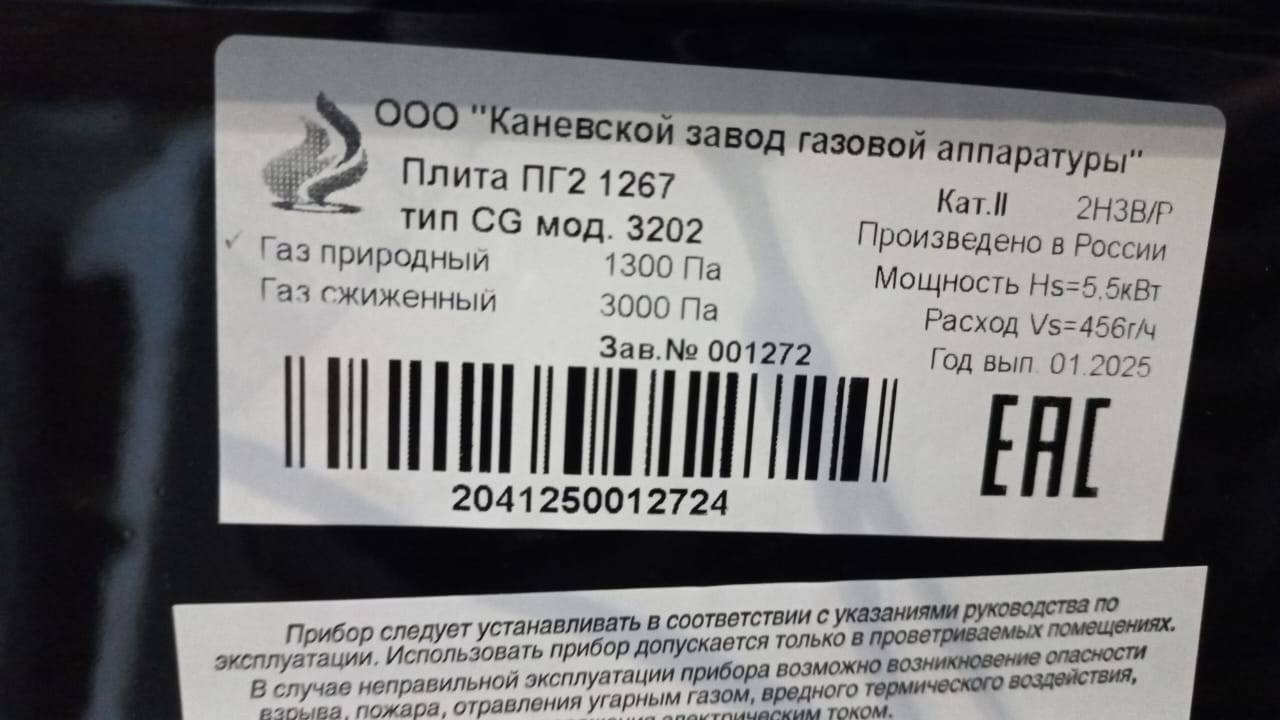 ООО "Каневской завод газовой аппаратуры"
Плита ПГ2 1267
Кат.II 2Н3В/Р
тип CG мод. 3202
Произведено в России
✓ Газ природный 1300 Па
Мощность Hs=5,5кВт
Газ сжиженный 3000 Па
Расход Vs=456г/ч
Зав.№ 001272
Год вып. 01.2025
EAC
2041250012724
Прибор следует устанавливать в соответствии с указаниями руководства по
эксплуатации. Использовать прибор допускается только в проветриваемых помещениях.
В случае неправильной эксплуатации прибора возможно возникновение опасности
взрыва, пожара, отравления угарным газом, вредного термического воздействия,
электрическим током.